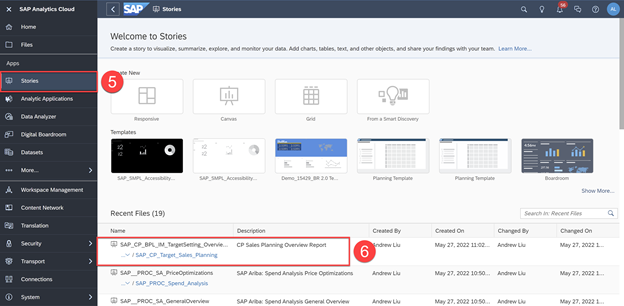 SAP Analytics Cloud
SAP Stories
56
AL
Home
Files
Apps
Stories
5
Analytic Applications
Data Analyzer
Digital Boardroom
Datasets
More...
Workspace Management
Content Network
Translation
Security
Transport
Connections
System
Welcome to Stories
Create a story to visualize, summarize, explore, and monitor your data. Add charts, tables, text, and other objects, and share your findings with your team. Learn More...
eate New
Responsive
Canvas
Grid
From a Smart Discovery
Templates
SAP_SMPL_Accessibility...
SAP_SMPL_Accessibility...
Demo_15429_BR 2.0 Te...
Planning Template
Planning Template
Boardroom
Show More...
Recent Files (19)
Search In: Recent Files
Name Description Created By Created On Changed By Changed On
SAP_CP_BPL_IM_TargetSetting_Overvie... CP Sales Planning Overview Report Andrew Liu May 27, 2022 11:02... Andrew Liu May 27, 2022 1...
... / SAP_CP_Target_Sales_Planning
6
SAP__PROC_SA_PriceOptimizations SAP Ariba: Spend Analysis Price Optimizations Andrew Liu May 27, 2022 10:50... Andrew Liu May 27, 2022 1...
... / SAP_PROC_Spend_Analysis
SAP__PROC_SA_GeneralOverview SAP Ariba: Spend Analysis General Overview Andrew Liu May 27, 2022 10:50... Andrew Liu May 27, 2022 1...